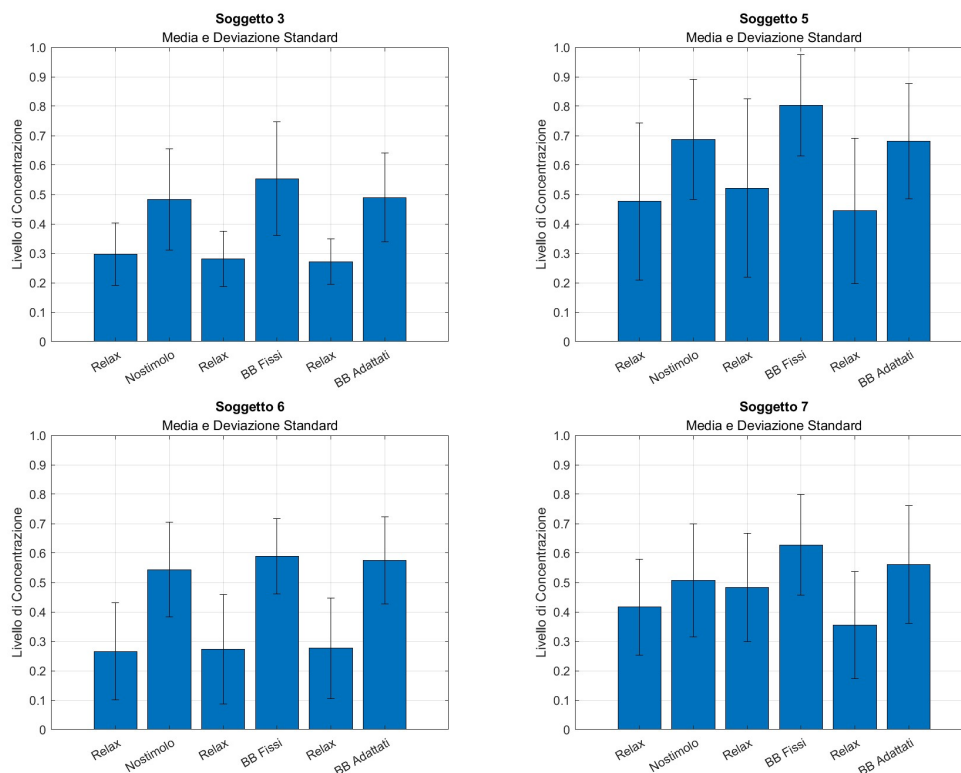 Soggetto 3
Media e Deviazione Standard
1.0
0.9
0.8
0.7
0.6
0.5
0.4
0.3
0.2
0.1
0
Livello di Concentrazione
Relax
Nostimolo
Relax
BB Fissi
Relax
BB Adattati
Soggetto 5
Media e Deviazione Standard
1.0
0.9
0.8
0.7
0.6
0.5
0.4
0.3
0.2
0.1
0
Livello di Concentrazione
Relax
Nostimolo
Relax
BB Fissi
Relax
BB Adattati
Soggetto 6
Media e Deviazione Standard
1.0
0.9
0.8
0.7
0.6
0.5
0.4
0.3
0.2
0.1
0
Livello di Concentrazione
Relax
Nostimolo
Relax
BB Fissi
Relax
BB Adattati
Soggetto 7
Media e Deviazione Standard
1.0
0.9
0.8
0.7
0.6
0.5
0.4
0.3
0.2
0.1
0
Livello di Concentrazione
Relax
Nostimolo
Relax
BB Fissi
Relax
BB Adattati